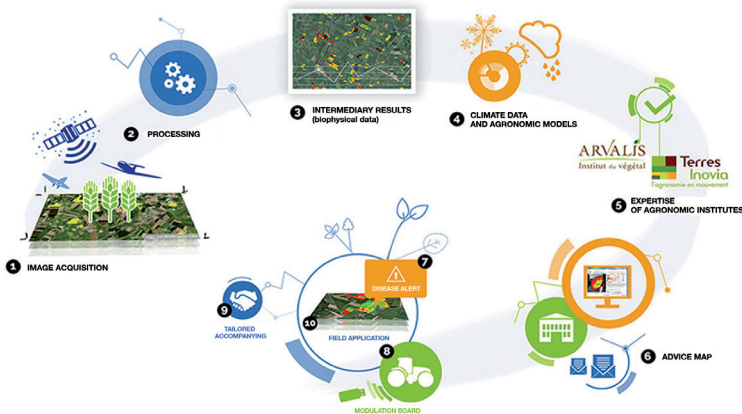 1 IMAGE ACQUISITION
2 PROCESSING
3 INTERMEDIARY RESULTS
(biophysical data)
4 CLIMATE DATA
AND AGRONOMIC MODELS
ARVALIS
Institut du végétal
Terres
Inovia
l'agronomie en mouvement
5 EXPERTISE
OF AGRONOMIC INSTITUTES
6 ADVICE MAP
7
DISEASE ALERT
8
MODULATION BOARD
9
TAILORED
ACCOMPANYING
10
FIELD APPLICATION